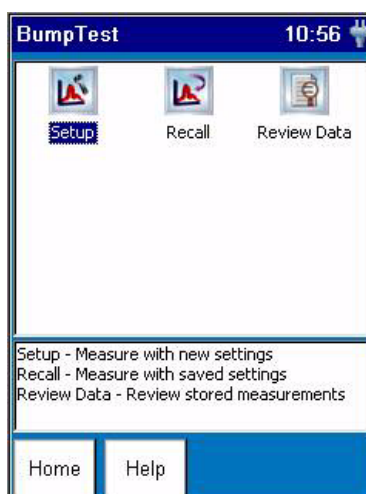 BumpTest 10:56
Setup Recall Review Data
Setup - Measure with new settings
Recall - Measure with saved settings
Review Data - Review stored measurements
Home Help